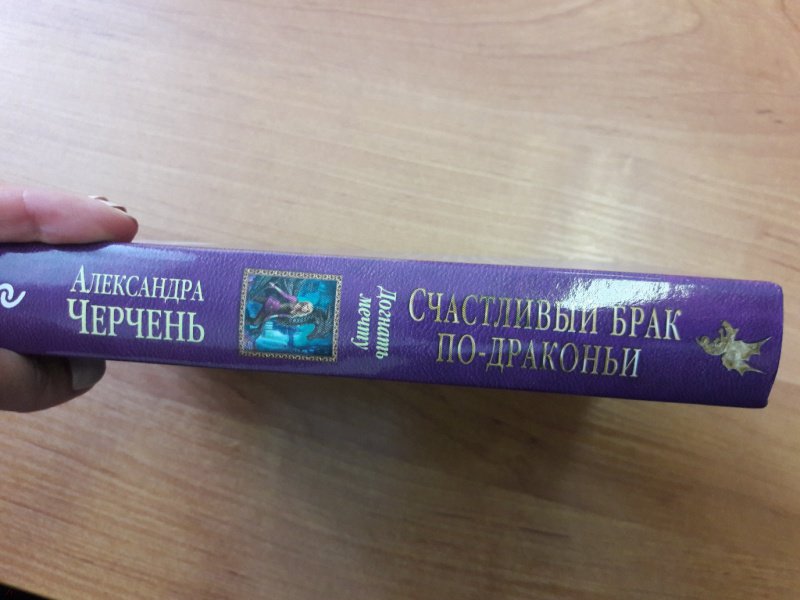 АЛЕКСАНДРА
ЧЕРЧЕНЬ
Догнать
мечту
СЧАСТЛИВЫЙ БРАК
ПО-ДРАКОНЬИ